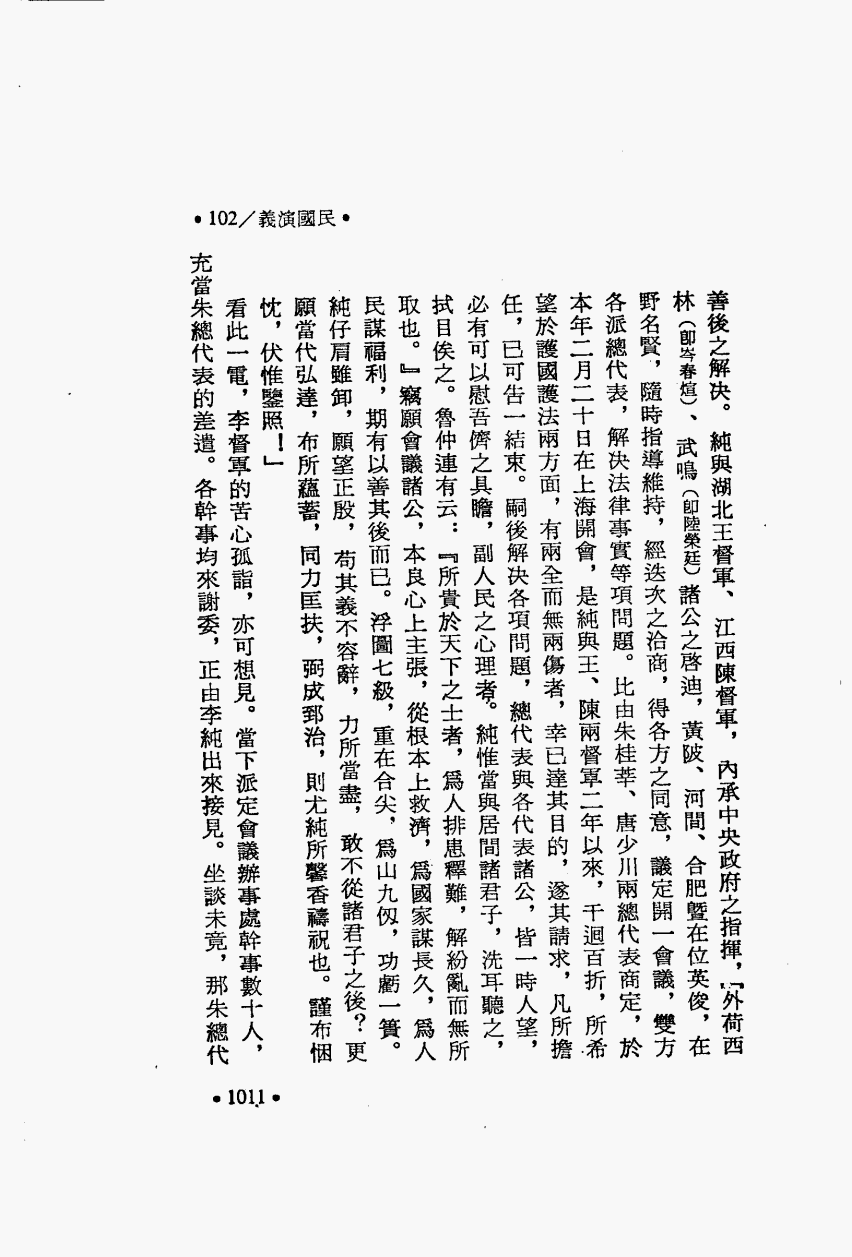 •102／義演國民•
善後之解決。純與湖北王督軍、江西陳督軍，內承中央政府之指揮，「外荷西
林（卽岑春煊）、武鳴（卽陸榮廷）諸公之啓迪，黃陂、河間、合肥暨在位英俊，在
野名賢，隨時指導維持，經迭次之洽商，得各方之同意，議定開一會議，雙方
各派總代表，解决法律事實等項問題。比由朱桂莘、唐少川兩總代表商定，於
本年二月二十日在上海開會，是純與王、陳兩督軍二年以來，千迴百折，所希
望於護國護法兩方面，有兩全而無兩傷者，幸已達其目的，遂其請求，凡所擔
任，已可告一結束。嗣後解決各項問題，總代表與各代表諸公，皆一時人望，
必有可以慰吾儕之具瞻，副人民之心理者。純惟當與居間諸君子，洗耳聽之，
拭目俟之。魯仲連有云：『所貴於天下之士者，爲人排患釋難，解紛亂而無所
取也。』竊願會議諸公，本良心上主張，從根本上救濟，爲國家謀長久，爲人
民謀福利，期有以善其後而已。浮圖七級，重在合尖，爲山九仭，功虧一簣。
純仔肩雖卸，願望正殷，苟其義不容辭，力所當盡，敢不從諸君子之後？更
願當代弘達，布所蘊蓄，同力匡扶，弼成郅治，則尤純所馨香禱祝也。謹布悃
忱，伏惟鑒照！」
看此一電，李督軍的苦心孤詣，亦可想見。當下派定會議辦事處幹事數十人，
充當朱總代表的差遣。各幹事均來謝委，正由李純出來接見。坐談未竟，那朱總代
•1011•